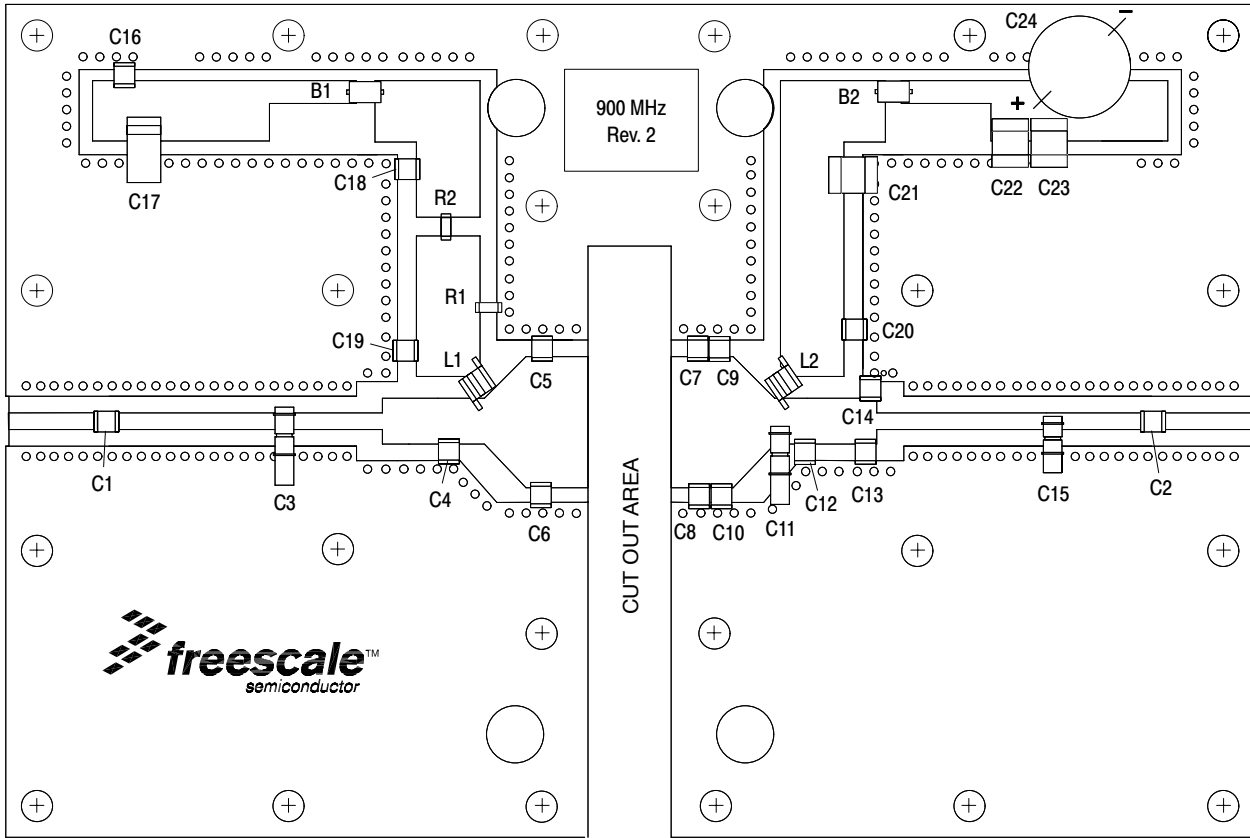 C16
C24
–
B1
B2
900 MHz
Rev. 2
+
C17
C18
C21
C22
C23
R2
R1
C19
L1
C5
C7
C9
L2
C20
C14
C1
C3
C4
C6
C8
C10
C11
C12
C13
C15
C2
CUT OUT AREA
freescale™
semiconductor